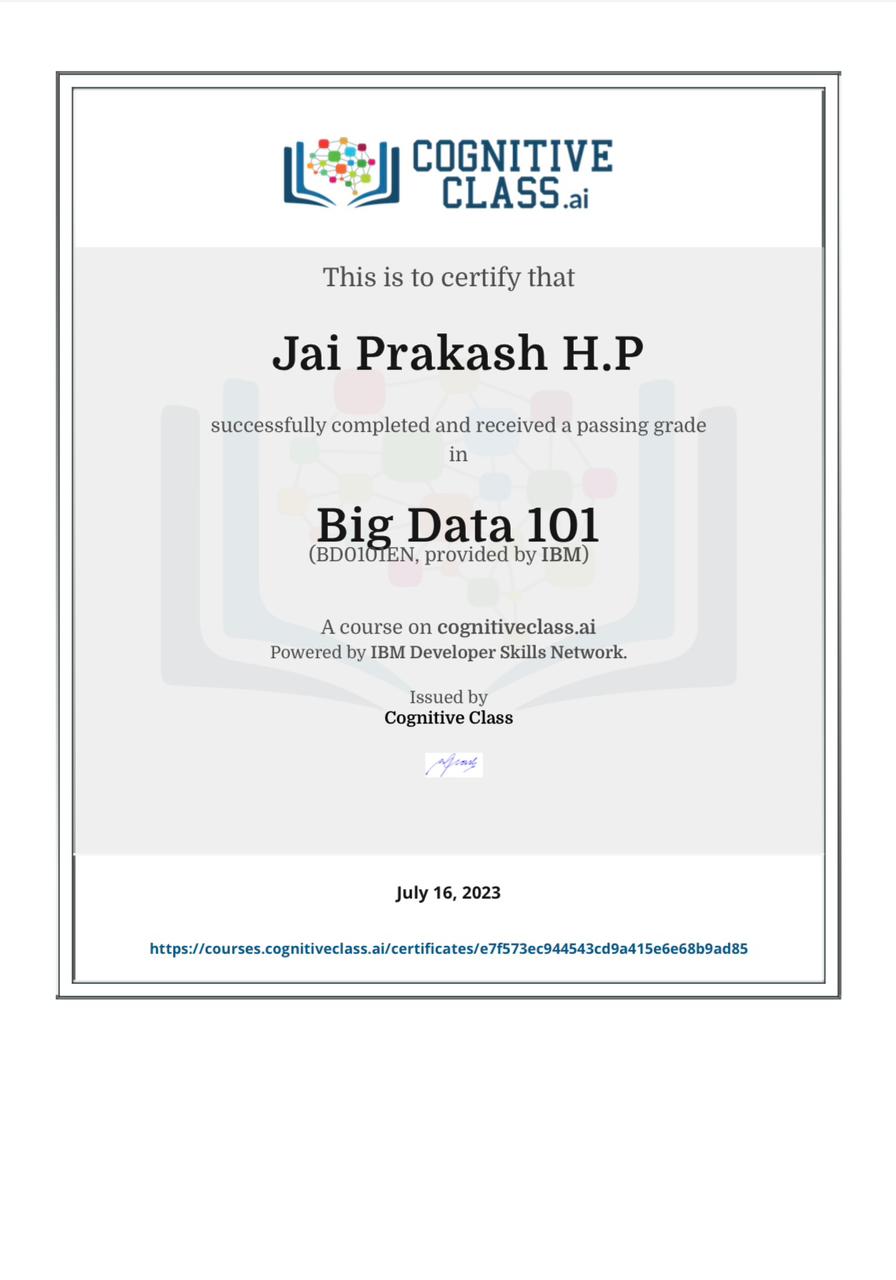 COGNITIVE
CLASS.ai
This is to certify that
Jai Prakash H.P
successfully completed and received a passing grade
in
Big Data 101
(BD0101EN, provided by IBM)
A course on cognitiveclass.ai
Powered by IBM Developer Skills Network.
Issued by
Cognitive Class
July 16, 2023
https://courses.cognitiveclass.ai/certificates/e7f573ec944543cd9a415e6e68b9ad85